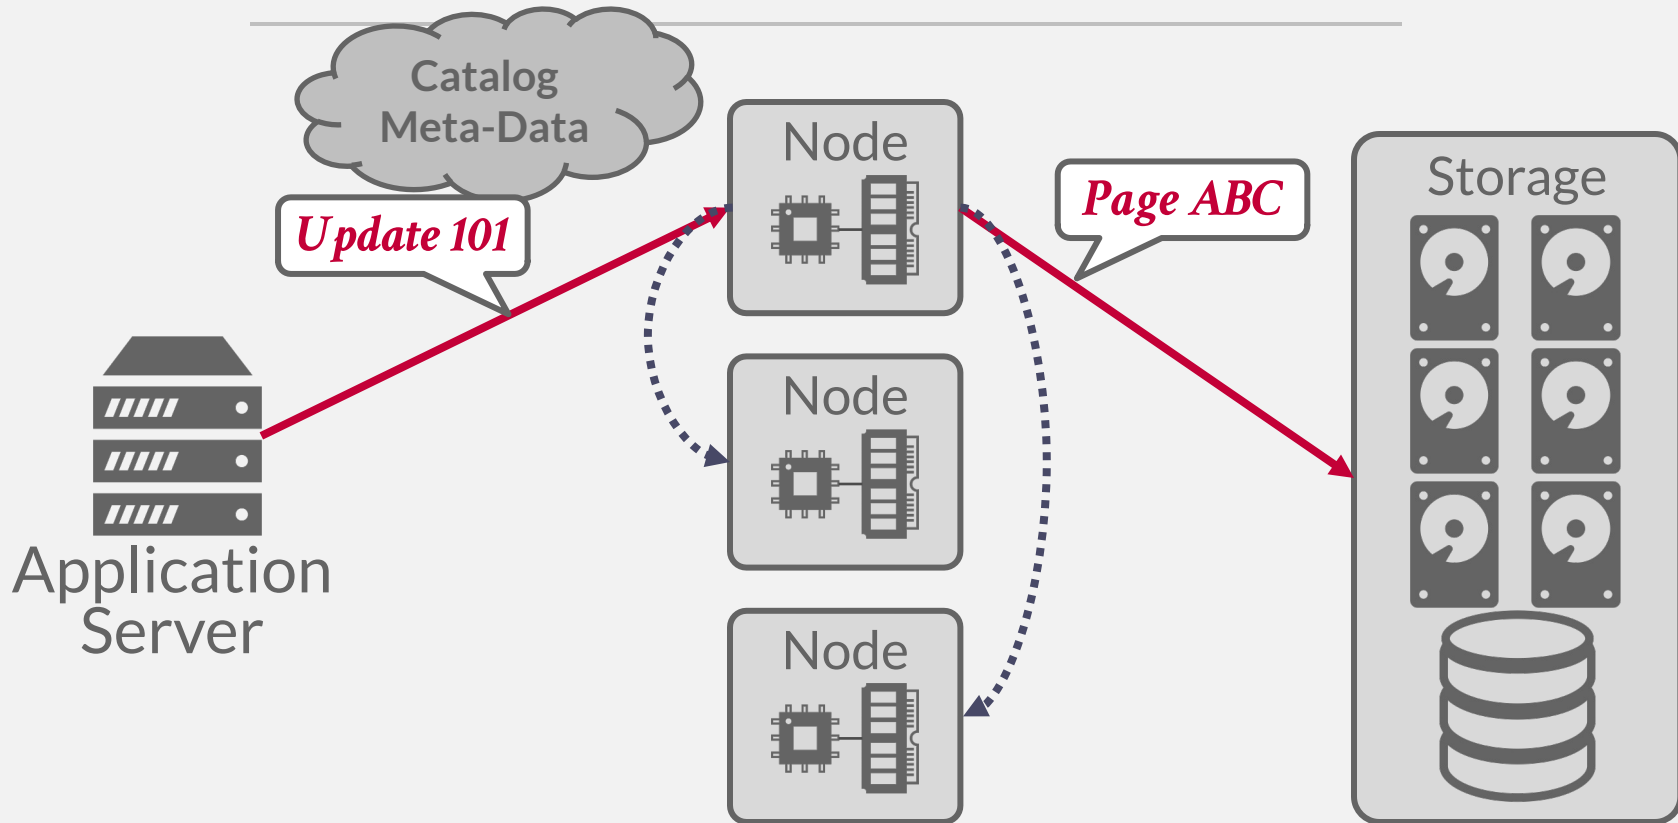 Catalog
Meta-Data
Update 101
Application
Server
Node
Node
Node
Page ABC
Storage